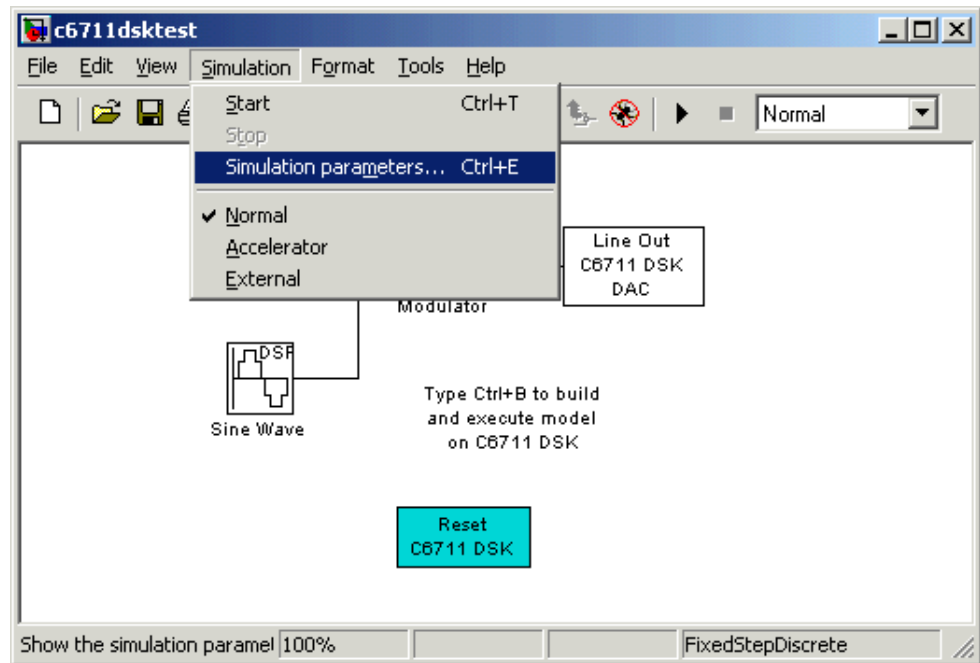 c6711dsktest
File Edit View Simulation Format Tools Help
Start Ctrl+T
Stop
Simulation parameters... Ctrl+E
Normal
Accelerator
External
Normal
Line Out
C6711 DSK
DAC
Modulator
DSP
Sine Wave
Type Ctrl+B to build
and execute model
on C6711 DSK
Reset
C6711 DSK
Show the simulation paramel 100% FixedStepDiscrete